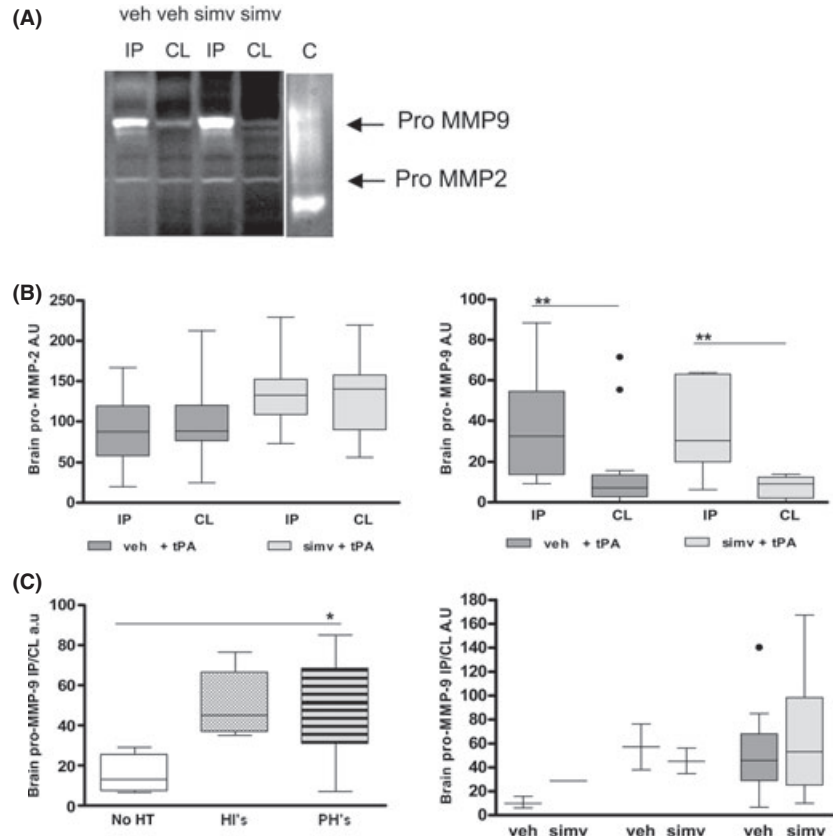 (A)
veh veh simv simv
IP CL IP CL C
Pro MMP9
Pro MMP2
(B)
Brain pro- MMP-2 A.U
250
200
150
100
50
0
IP CL IP CL
veh + tPA simv + tPA
Brain pro- MMP-9 A.U
100
80
60
40
20
0
** **
IP CL IP CL
veh + tPA simv + tPA
(C)
Brain pro-MMP-9 IP/CL a.u
100
80
60
40
20
0
*
No HT HI's PH's
Brain pro-MMP-9 IP/CL A.U
180
160
140
120
100
80
60
40
20
0
veh simv veh simv veh simv